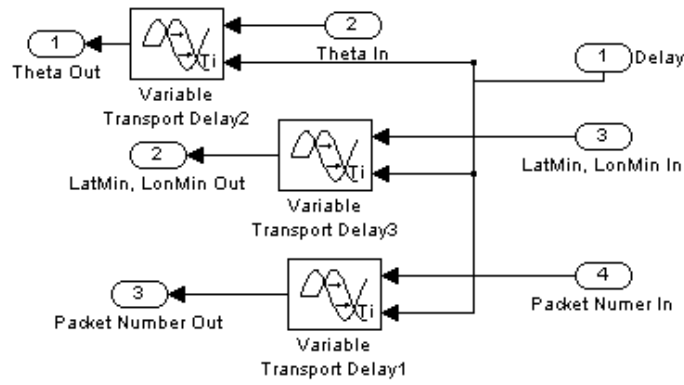 1
Theta Out
Ti
Variable
Transport Delay2
2
Theta In
1
Delay
2
LatMin, LonMin Out
Ti
Variable
Transport Delay3
3
LatMin, LonMin In
3
Packet Number Out
Ti
Variable
Transport Delay1
4
Packet Numer In